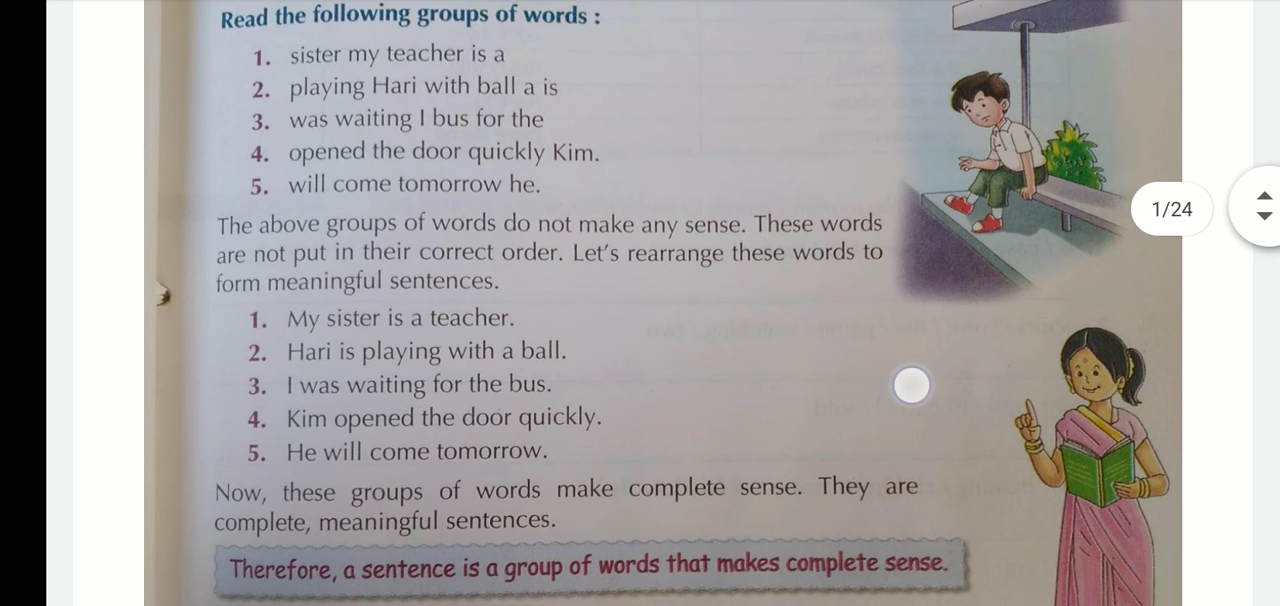 Read the following groups of words :
1. sister my teacher is a
2. playing Hari with ball a is
3. was waiting I bus for the
4. opened the door quickly Kim.
5. will come tomorrow he.
The above groups of words do not make any sense. These words
are not put in their correct order. Let's rearrange these words to
form meaningful sentences.
1. My sister is a teacher.
2. Hari is playing with a ball.
3. I was waiting for the bus.
4. Kim opened the door quickly.
5. He will come tomorrow.
Now, these groups of words make complete sense. They are
complete, meaningful sentences.
Therefore, a sentence is a group of words that makes complete sense.
1/24